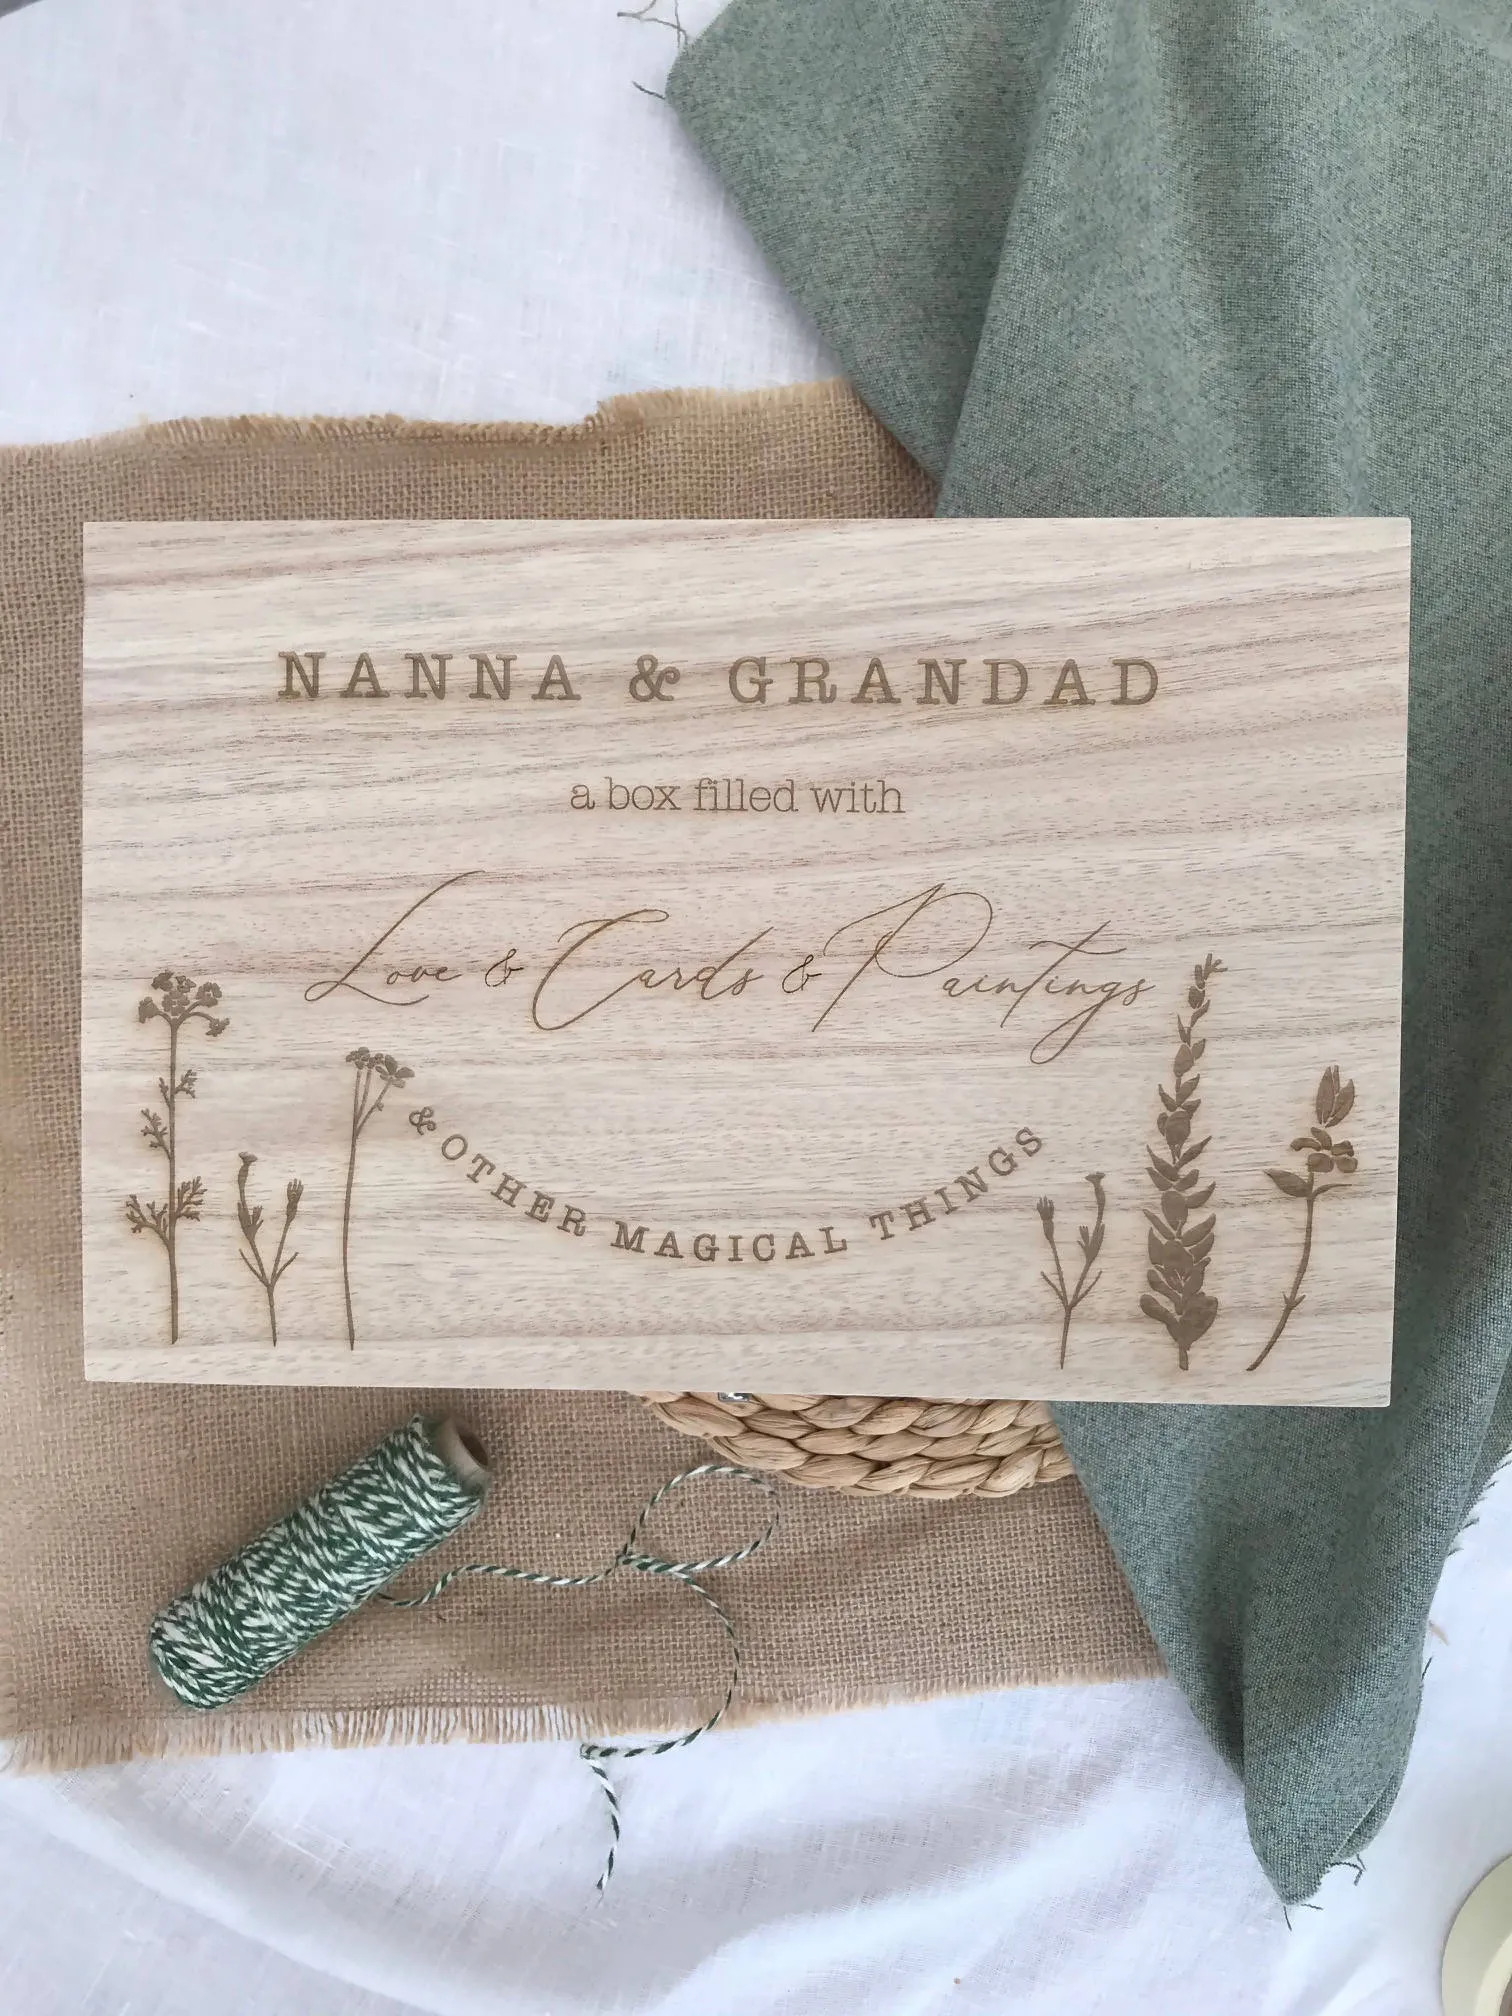 NANNA & GRANDAD
a box filled with
Love & Cards & Paintings
& OTHER MAGICAL THINGS